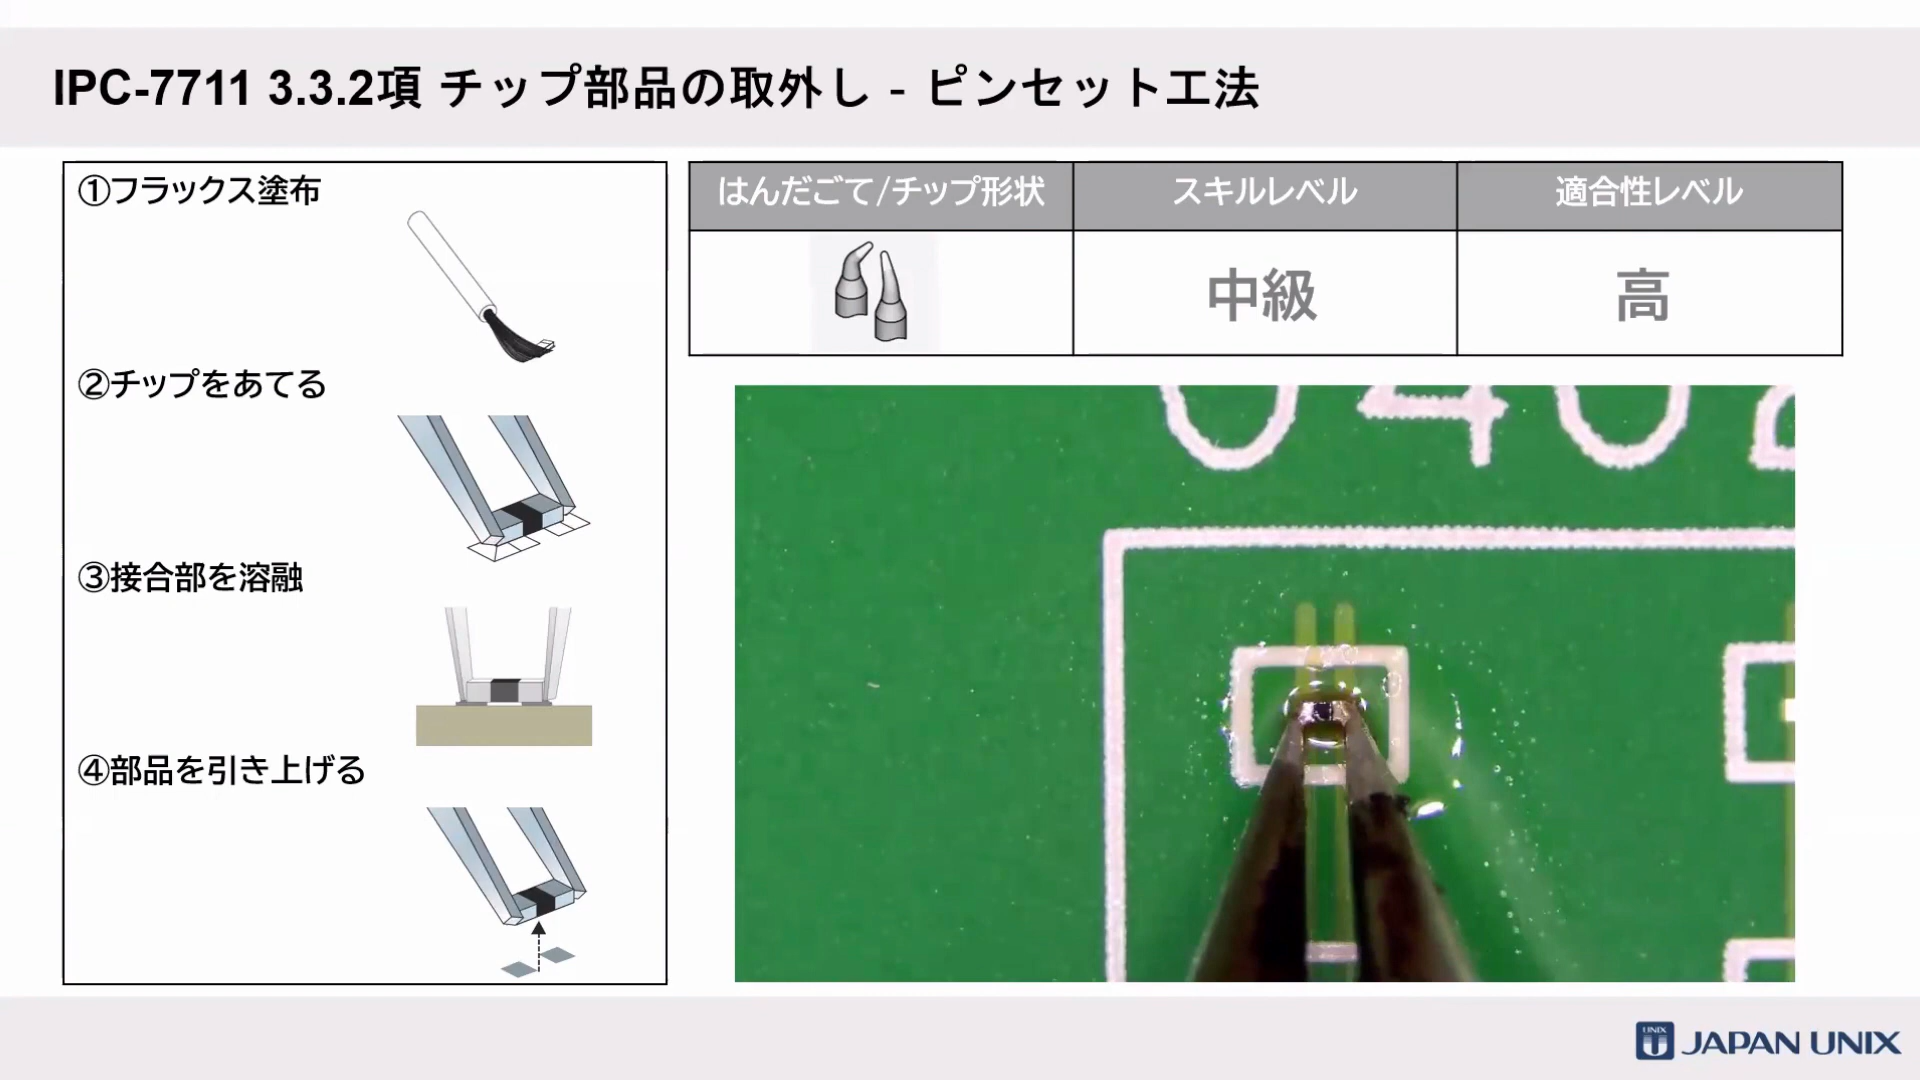 IPC-7711 3.3.2項 チップ部品の取外し - ピンセット工法
①フラックス塗布
②チップをあてる
③接合部を溶融
④部品を引き上げる
はんだごて/チップ形状 スキルレベル 適合性レベル
中級 高
0402
UNIX JAPAN UNIX